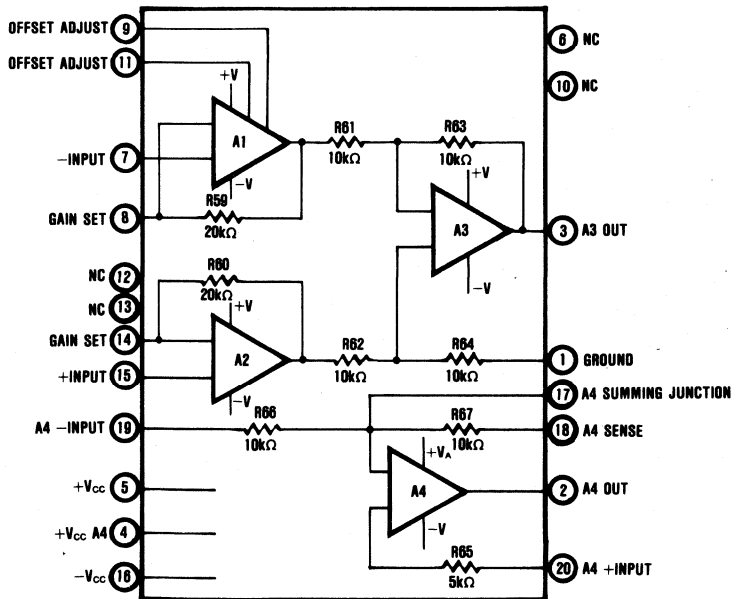 OFFSET ADJUST 9
OFFSET ADJUST 11
6 NC
10 NC
+V
A1
−V
−INPUT 7
R61
10kΩ
R63
10kΩ
R59
20kΩ
GAIN SET 8
+V
A3
−V
3 A3 OUT
NC 12
NC 13
R60
20kΩ
+V
GAIN SET 14
A2
−V
+INPUT 15
R62
10kΩ
R64
10kΩ
1 GROUND
17 A4 SUMMING JUNCTION
A4 −INPUT 19
R66
10kΩ
R67
10kΩ
18 A4 SENSE
+VA
A4
−V
2 A4 OUT
+VCC 5
+VCC A4 4
−VCC 16
R65
5kΩ
20 A4 +INPUT